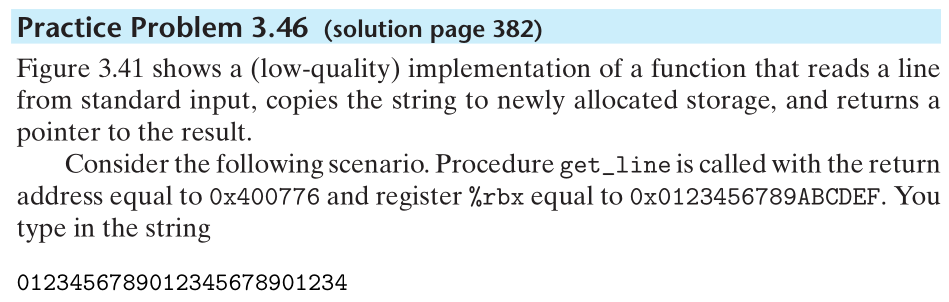 Practice Problem 3.46 (solution page 382)
Figure 3.41 shows a (low-quality) implementation of a function that reads a line
from standard input, copies the string to newly allocated storage, and returns a
pointer to the result.
Consider the following scenario. Procedure get_line is called with the return
address equal to 0x400776 and register %rbx equal to 0x0123456789ABCDEF. You
type in the string
0123456789012345678901234